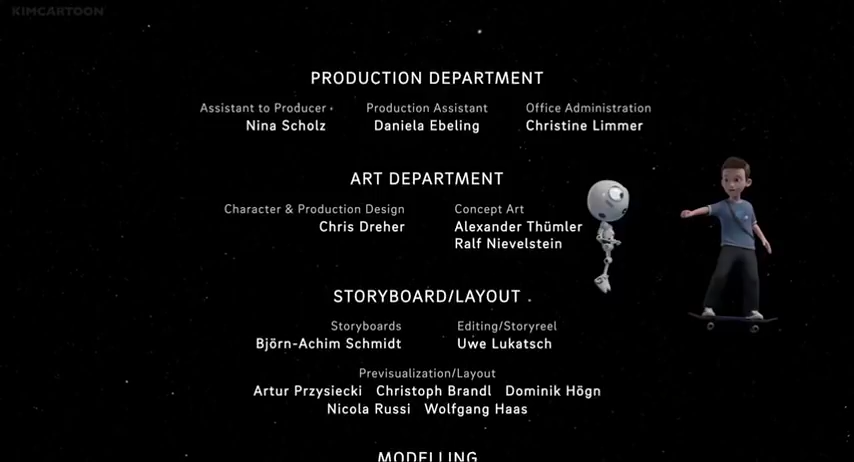 KIMCARTOON
PRODUCTION DEPARTMENT
Assistant to Producer Production Assistant Office Administration
Nina Scholz Daniela Ebeling Christine Limmer
ART DEPARTMENT
Character & Production Design Concept Art
Chris Dreher Alexander Thümler
Ralf Nievelstein
STORYBOARD/LAYOUT
Storyboards Editing/Storyreel
Björn-Achim Schmidt Uwe Lukatsch
Previsualization/Layout
Artur Przysiecki Christoph Brandl Dominik Högn
Nicola Russi Wolfgang Haas
MODELLING